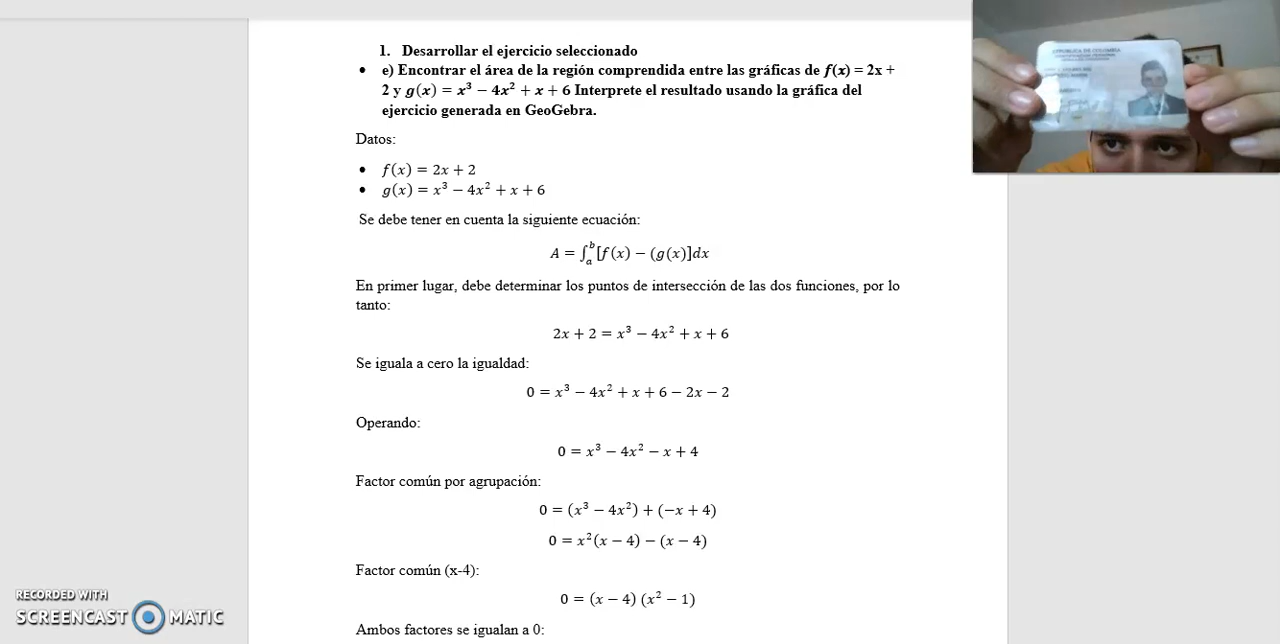 1. Desarrollar el ejercicio seleccionado
• e) Encontrar el área de la región comprendida entre las gráficas de f(x) = 2x +
2 y g(x) = x³ − 4x² + x + 6 Interprete el resultado usando la gráfica del
ejercicio generada en GeoGebra.
Datos:
• f(x) = 2x + 2
• g(x) = x³ − 4x² + x + 6
Se debe tener en cuenta la siguiente ecuación:
A = ∫ₐᵇ[f(x) − (g(x)]dx
En primer lugar, debe determinar los puntos de intersección de las dos funciones, por lo
tanto:
2x + 2 = x³ − 4x² + x + 6
Se iguala a cero la igualdad:
0 = x³ − 4x² + x + 6 − 2x − 2
Operando:
0 = x³ − 4x² − x + 4
Factor común por agrupación:
0 = (x³ − 4x²) + (−x + 4)
0 = x²(x − 4) − (x − 4)
Factor común (x-4):
0 = (x − 4) (x² − 1)
Ambos factores se igualan a 0:
REPÚBLICA DE COLOMBIA
RECORDED WITH
SCREENCAST MATIC